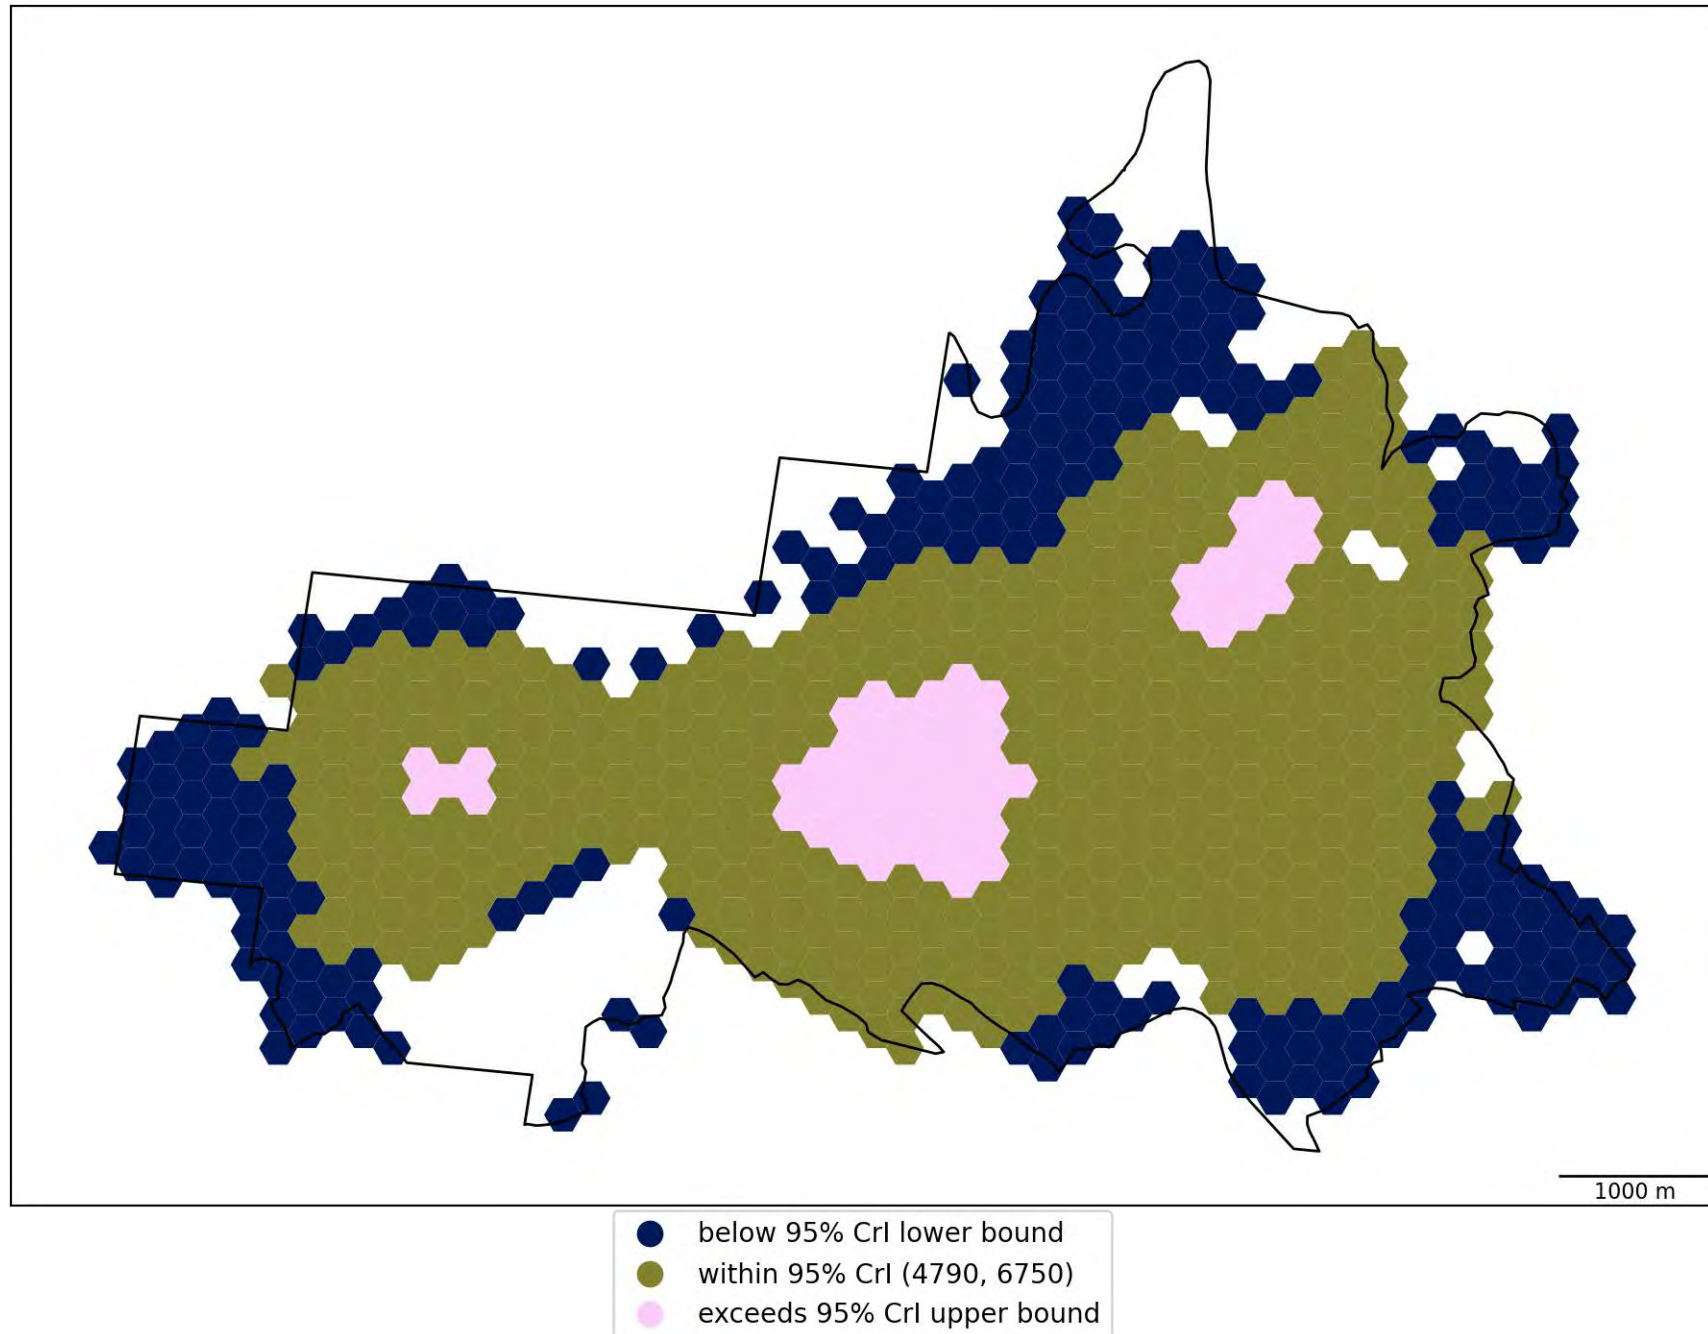 1000 m
below 95% CrI lower bound
within 95% CrI (4790, 6750)
exceeds 95% CrI upper bound